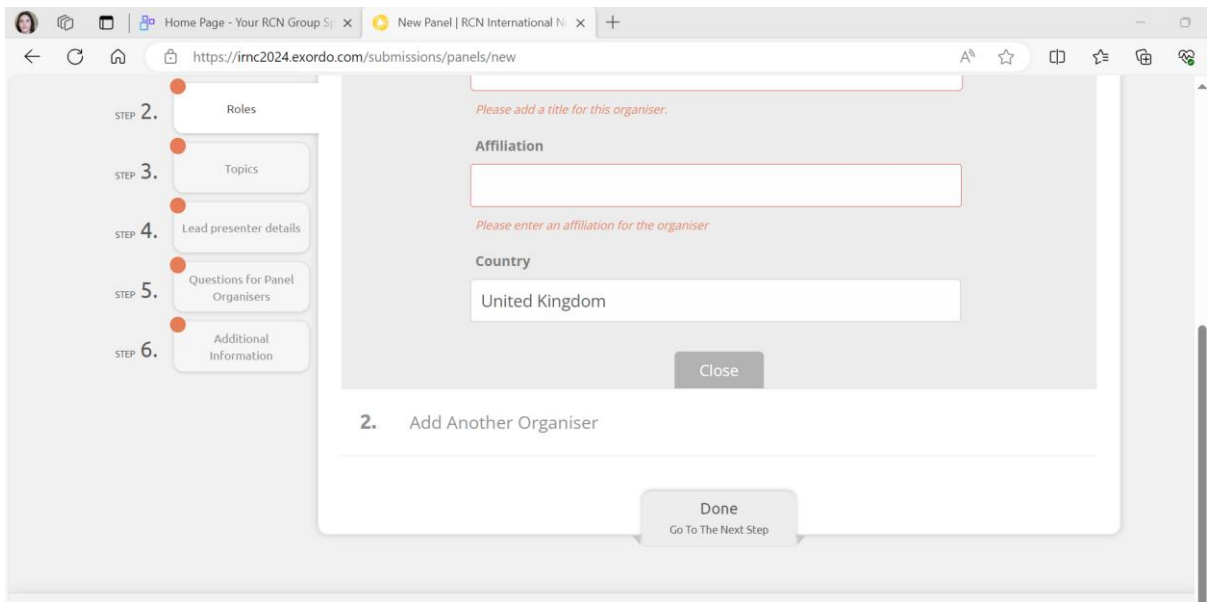 Home Page - Your RCN Group Sp
New Panel | RCN International N
https://irnc2024.exordo.com/submissions/panels/new
STEP 2. Roles
STEP 3. Topics
STEP 4. Lead presenter details
STEP 5. Questions for Panel
Organisers
STEP 6. Additional
Information
Please add a title for this organiser.
Affiliation
Please enter an affiliation for the organiser
Country
United Kingdom
Close
2. Add Another Organiser
Done
Go To The Next Step